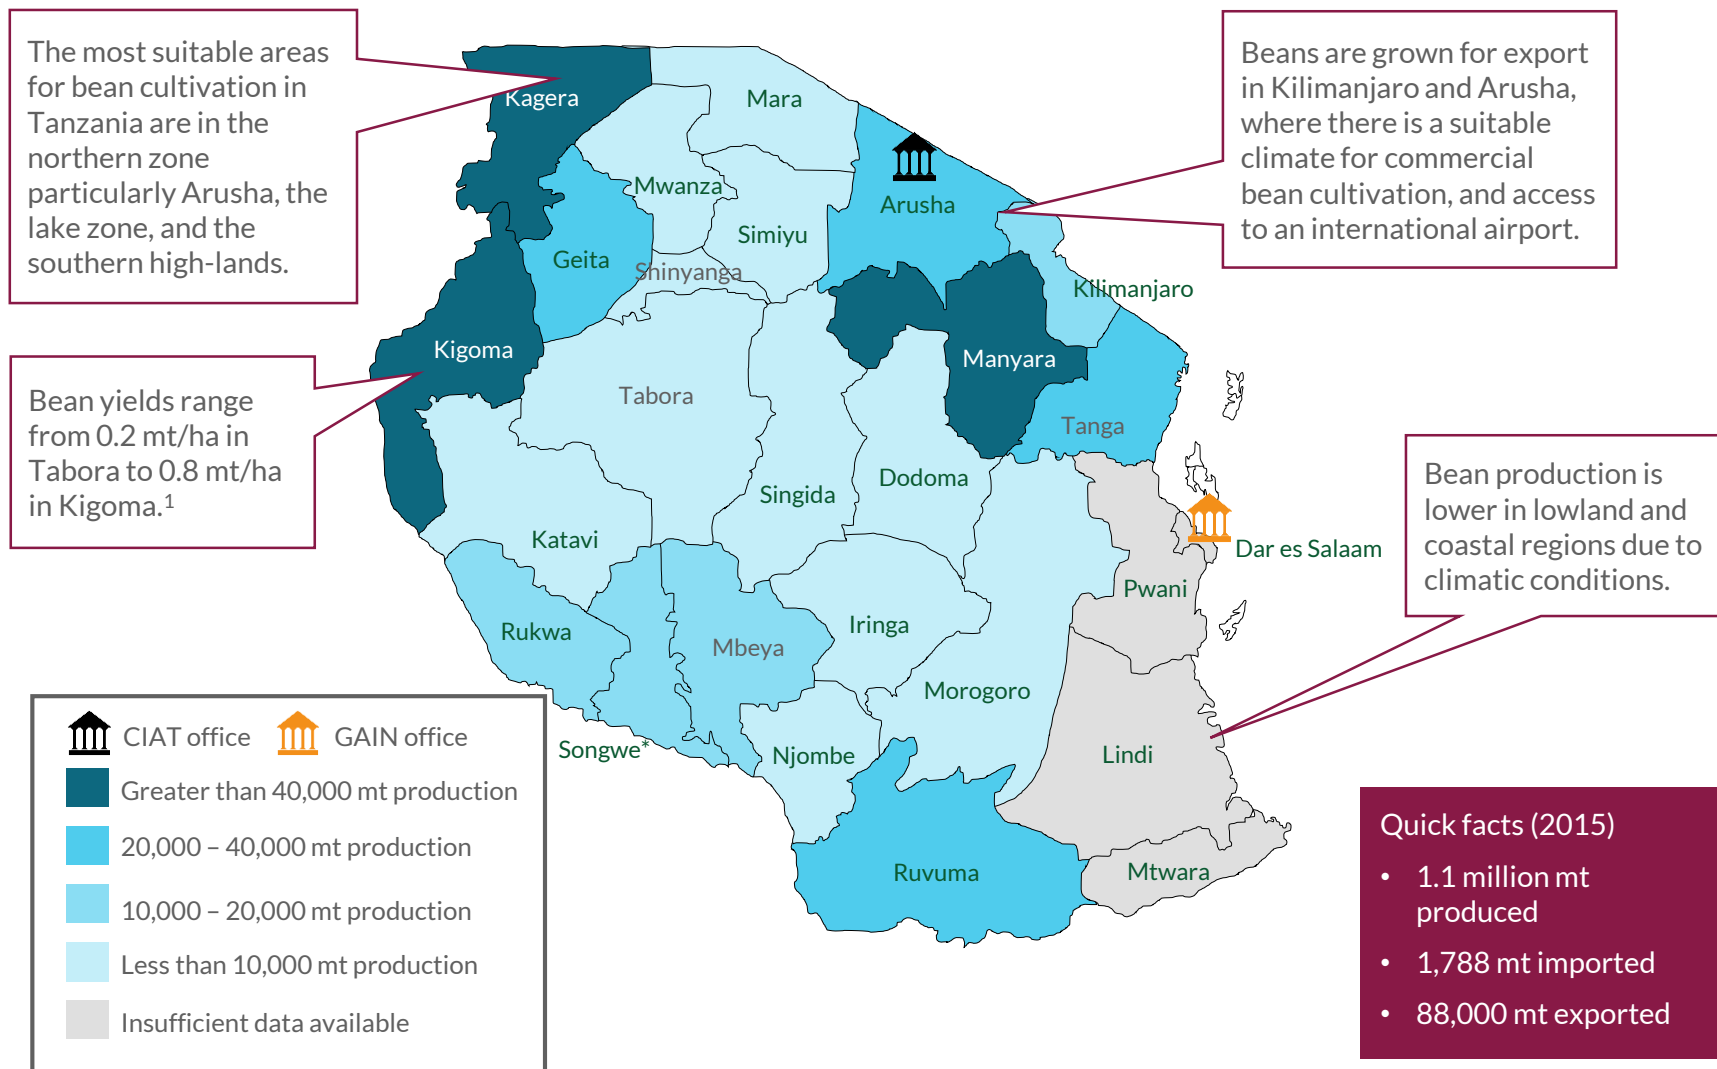 The most suitable areas
for bean cultivation in
Tanzania are in the
northern zone
particularly Arusha, the
lake zone, and the
southern high-lands.
Beans are grown for export
in Kilimanjaro and Arusha,
where there is a suitable
climate for commercial
bean cultivation, and access
to an international airport.
Bean yields range
from 0.2 mt/ha in
Tabora to 0.8 mt/ha
in Kigoma.¹
Bean production is
lower in lowland and
coastal regions due to
climatic conditions.
Kagera
Mara
Mwanza
Arusha
Simiyu
Geita
Shinyanga
Kilimanjaro
Kigoma
Manyara
Tabora
Tanga
Dodoma
Singida
Katavi
Dar es Salaam
Pwani
Rukwa
Iringa
Mbeya
Morogoro
Songwe*
Njombe
Lindi
Ruvuma
Mtwara
CIAT office
GAIN office
Greater than 40,000 mt production
20,000 – 40,000 mt production
10,000 – 20,000 mt production
Less than 10,000 mt production
Insufficient data available
Quick facts (2015)
• 1.1 million mt
produced
• 1,788 mt imported
• 88,000 mt exported